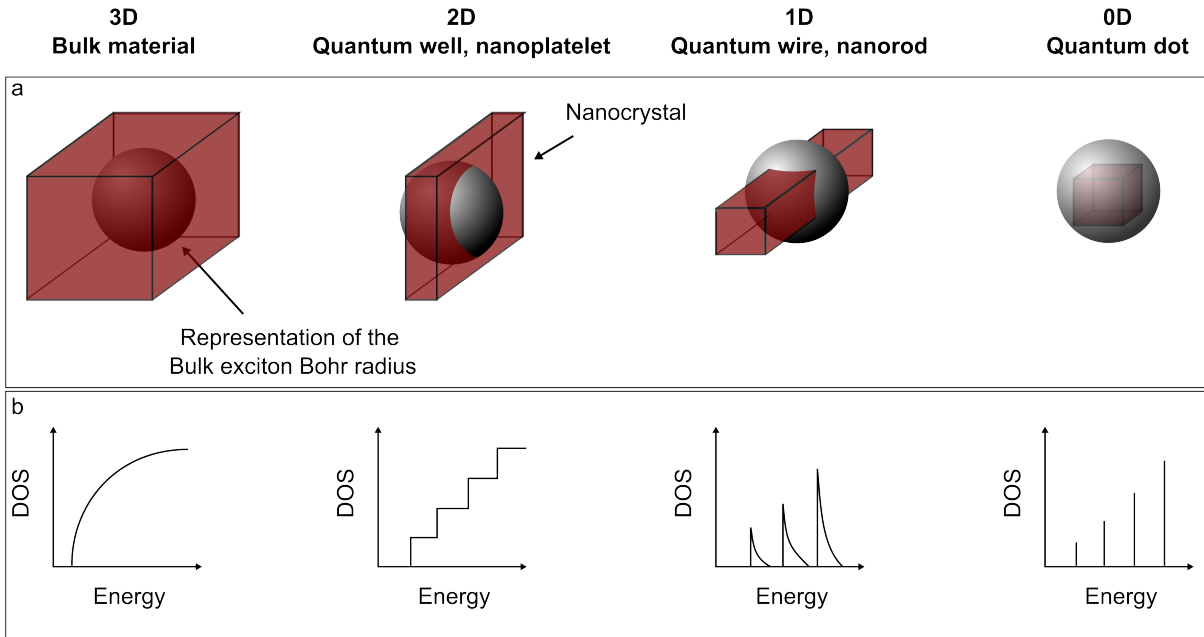 3D
Bulk material
2D
Quantum well, nanoplatelet
1D
Quantum wire, nanorod
0D
Quantum dot
a
Nanocrystal
Representation of the
Bulk exciton Bohr radius
b
DOS
Energy
DOS
Energy
DOS
Energy
DOS
Energy